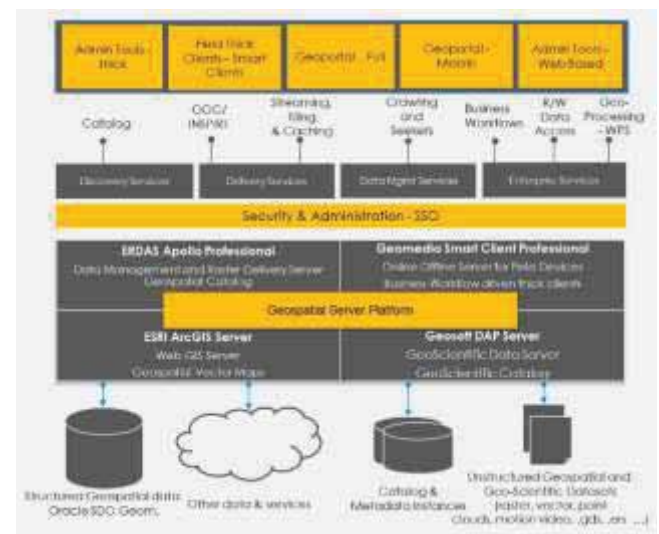 Admin Tools -
Thick
Field Thick
Clients - Smart
Clients
Geoportal - Full
Geoportal -
Mobile
Admin Tools -
Web Based
Catalog
OGC/
INSPIRE
Streaming,
Tiling
& Caching
Crawling
and
Seekers
Business
Workflows
R/W
Data
Access
Geo-
Processing
- WPS
Discovery Services
Delivery Services
Data Mgmt Services
Enterprise Services
Security & Administration - SSO
ERDAS Apollo Professional
Data Management and Raster Delivery Server
Geospatial Catalog
Geomedia Smart Client Professional
Online Offline Server for Field Devices
Business Workflow driven thick clients
Geospatial Server Platform
ESRI ArcGIS Server
Web GIS Server
Geospatial Vector Maps
Geosoft DAP Server
GeoScientific Data Server
GeoScientific Catalog
Structured Geospatial data
Oracle SDO Geom.
Other data & services
Catalog &
Metadata Instances
Unstructured Geospatial and
Geo-Scientific Datasets
(raster, vector, point
clouds, motion video, .gdb,